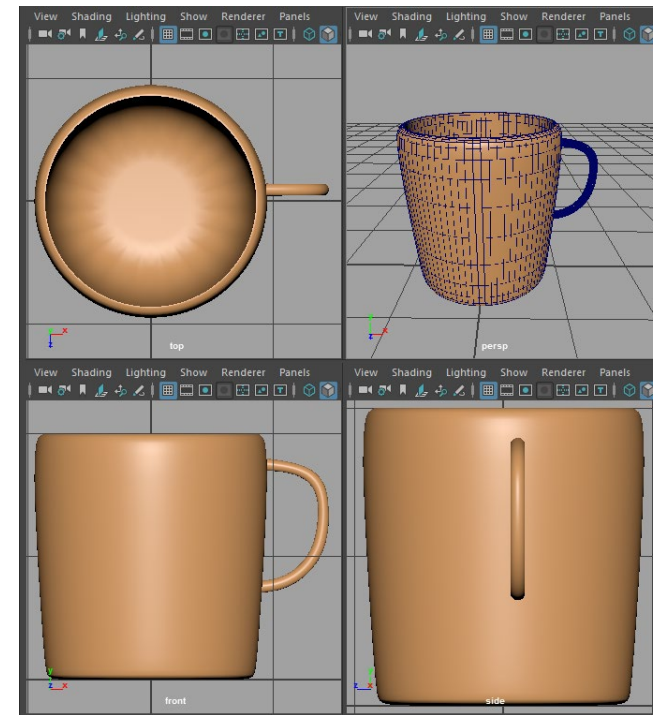 View Shading Lighting Show Renderer Panels
View Shading Lighting Show Renderer Panels
z x
top
y
z x
persp
View Shading Lighting Show Renderer Panels
View Shading Lighting Show Renderer Panels
y
z x
front
y
z x
side